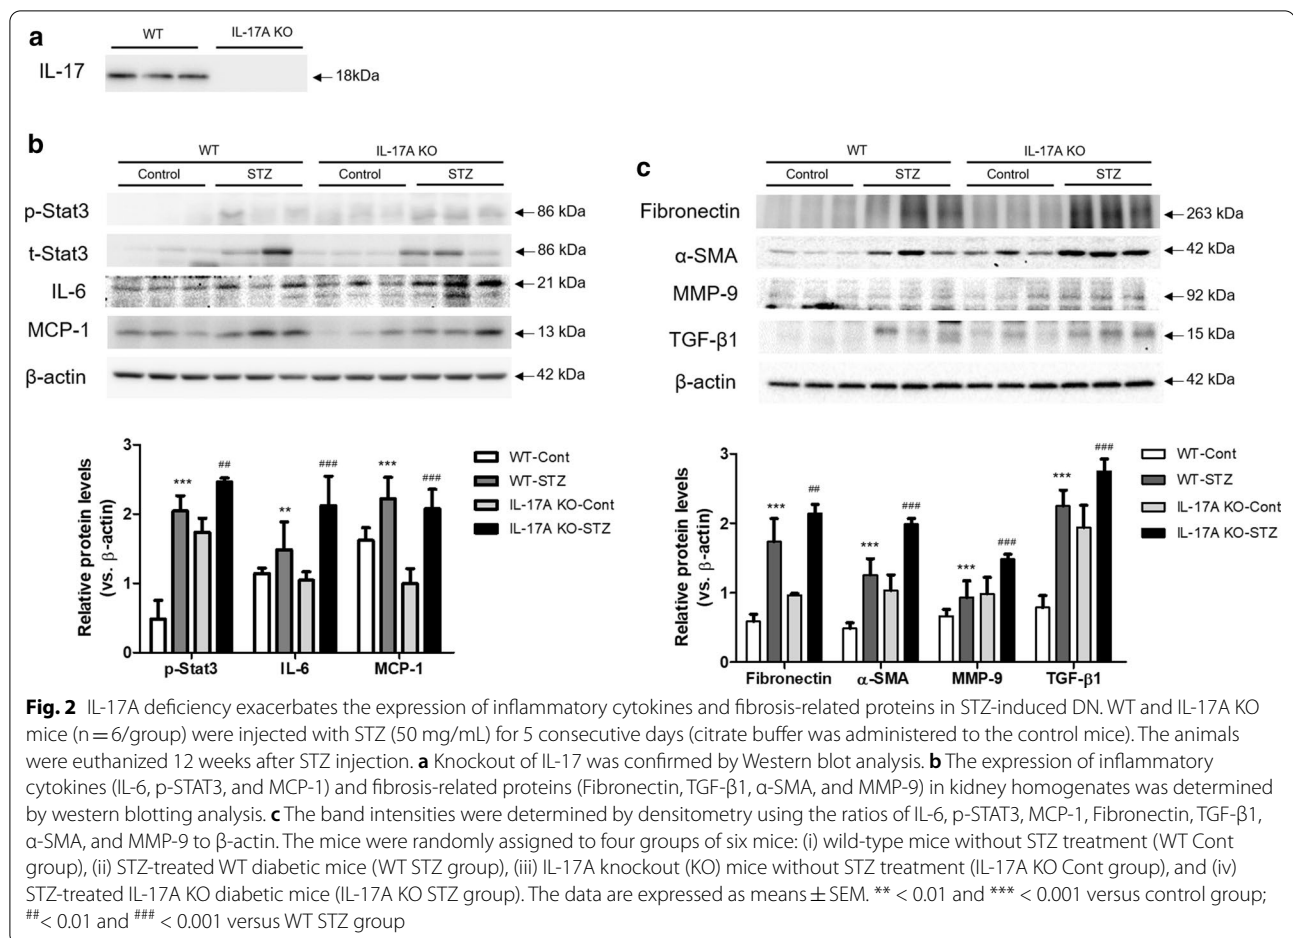 a
WT IL-17A KO
IL-17 18kDa
b
WT IL-17A KO
Control STZ Control STZ
p-Stat3 86 kDa
t-Stat3 86 kDa
IL-6 21 kDa
MCP-1 13 kDa
β-actin 42 kDa
Relative protein levels
(vs. β-actin)
3
2
1
0
*** ## ** ### *** ###
p-Stat3 IL-6 MCP-1
WT-Cont
WT-STZ
IL-17A KO-Cont
IL-17A KO-STZ
c
WT IL-17A KO
Control STZ Control STZ
Fibronectin 263 kDa
α-SMA 42 kDa
MMP-9 92 kDa
TGF-β1 15 kDa
β-actin 42 kDa
Relative protein levels
(vs. β-actin)
3
2
1
0
*** ## *** ### *** ### *** ###
Fibronectin α-SMA MMP-9 TGF-β1
WT-Cont
WT-STZ
IL-17A KO-Cont
IL-17A KO-STZ
Fig. 2 IL-17A deficiency exacerbates the expression of inflammatory cytokines and fibrosis-related proteins in STZ-induced DN. WT and IL-17A KO
mice (n = 6/group) were injected with STZ (50 mg/mL) for 5 consecutive days (citrate buffer was administered to the control mice). The animals
were euthanized 12 weeks after STZ injection. a Knockout of IL-17 was confirmed by Western blot analysis. b The expression of inflammatory
cytokines (IL-6, p-STAT3, and MCP-1) and fibrosis-related proteins (Fibronectin, TGF-β1, α-SMA, and MMP-9) in kidney homogenates was determined
by western blotting analysis. c The band intensities were determined by densitometry using the ratios of IL-6, p-STAT3, MCP-1, Fibronectin, TGF-β1,
α-SMA, and MMP-9 to β-actin. The mice were randomly assigned to four groups of six mice: (i) wild-type mice without STZ treatment (WT Cont
group), (ii) STZ-treated WT diabetic mice (WT STZ group), (iii) IL-17A knockout (KO) mice without STZ treatment (IL-17A KO Cont group), and (iv)
STZ-treated IL-17A KO diabetic mice (IL-17A KO STZ group). The data are expressed as means ± SEM. ** < 0.01 and *** < 0.001 versus control group;
##< 0.01 and ### < 0.001 versus WT STZ group